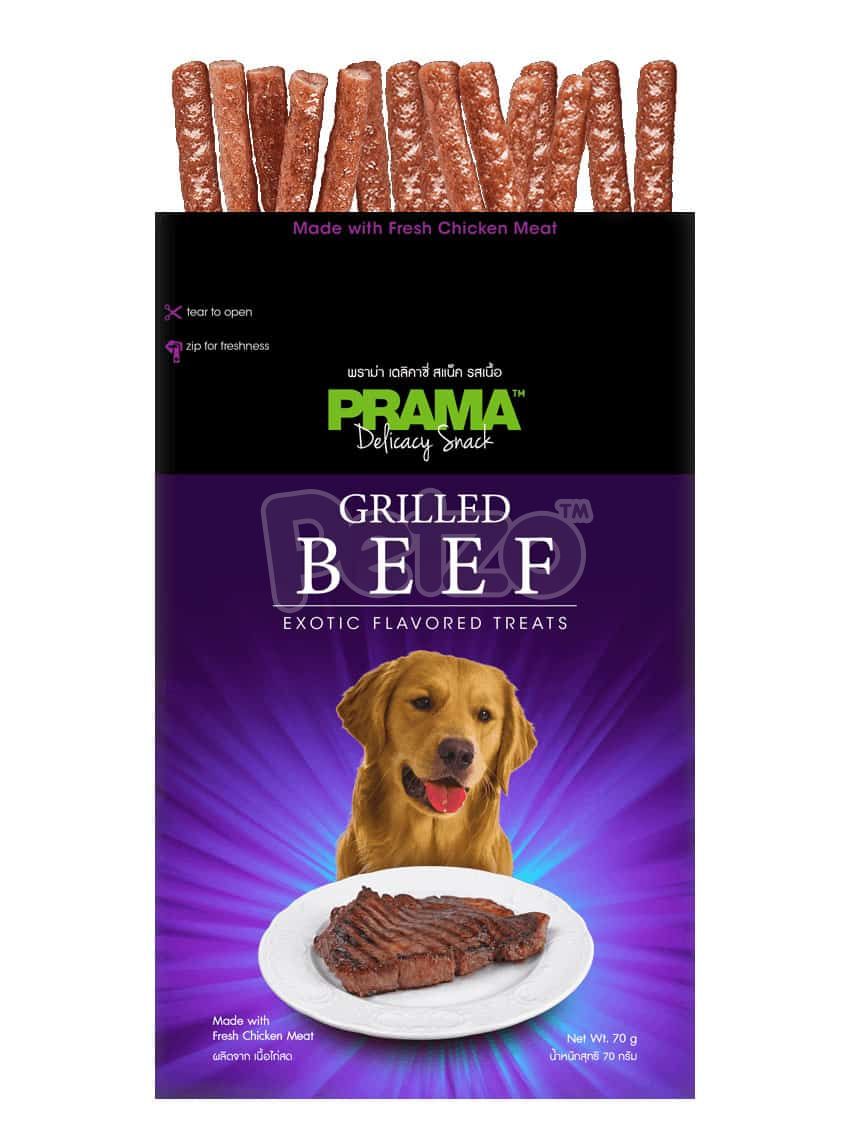 Made with Fresh Chicken Meat
tear to open
zip for freshness
พราม่า เดลิคาซี่ สแน็ค รสเนื้อ
PRAMA™
Delicacy Snack
Petzo™
GRILLED
BEEF
EXOTIC FLAVORED TREATS
Made with
Fresh Chicken Meat
ผลิตจาก เนื้อไก่สด
Net Wt. 70 g
น้ำหนักสุทธิ 70 กรัม